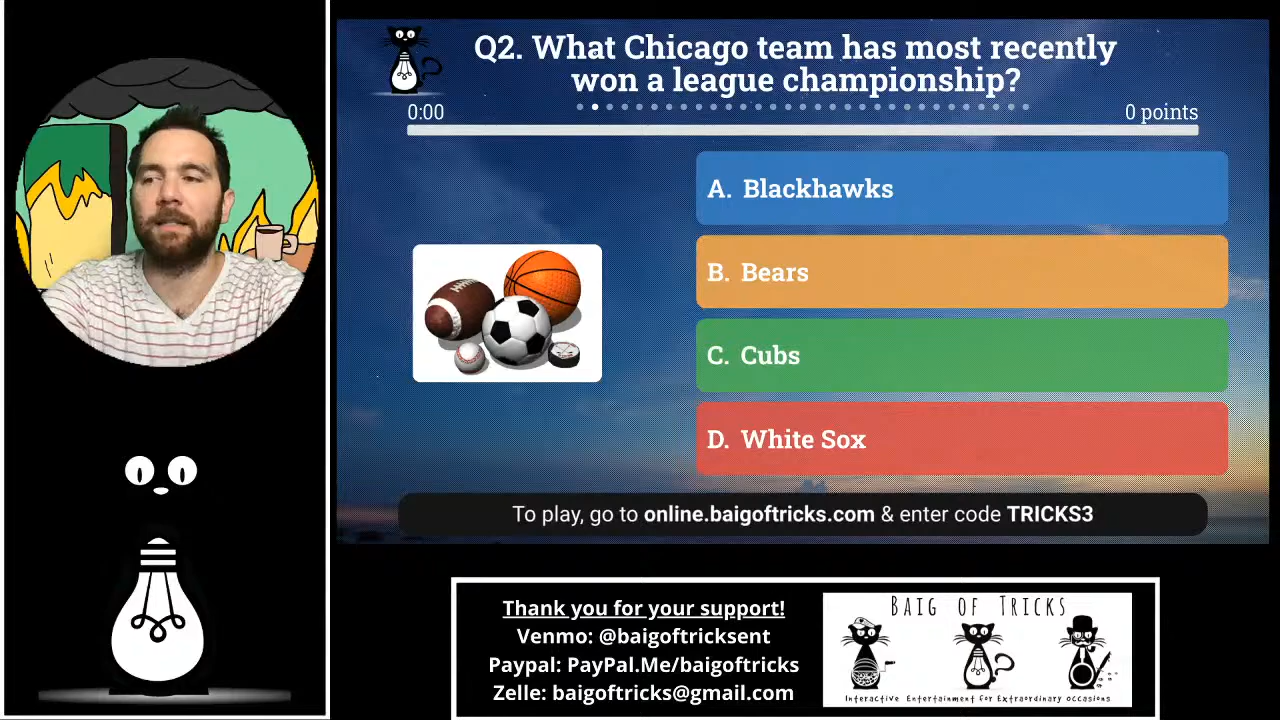 Q2. What Chicago team has most recently
won a league championship?
0:00
0 points
A. Blackhawks
B. Bears
C. Cubs
D. White Sox
To play, go to online.baigoftricks.com & enter code TRICKS3
Thank you for your support!
Venmo: @baigoftricksent
Paypal: PayPal.Me/baigoftricks
Zelle: baigoftricks@gmail.com
BAIG OF TRICKS
Interactive Entertainment for Extraordinary Occasions